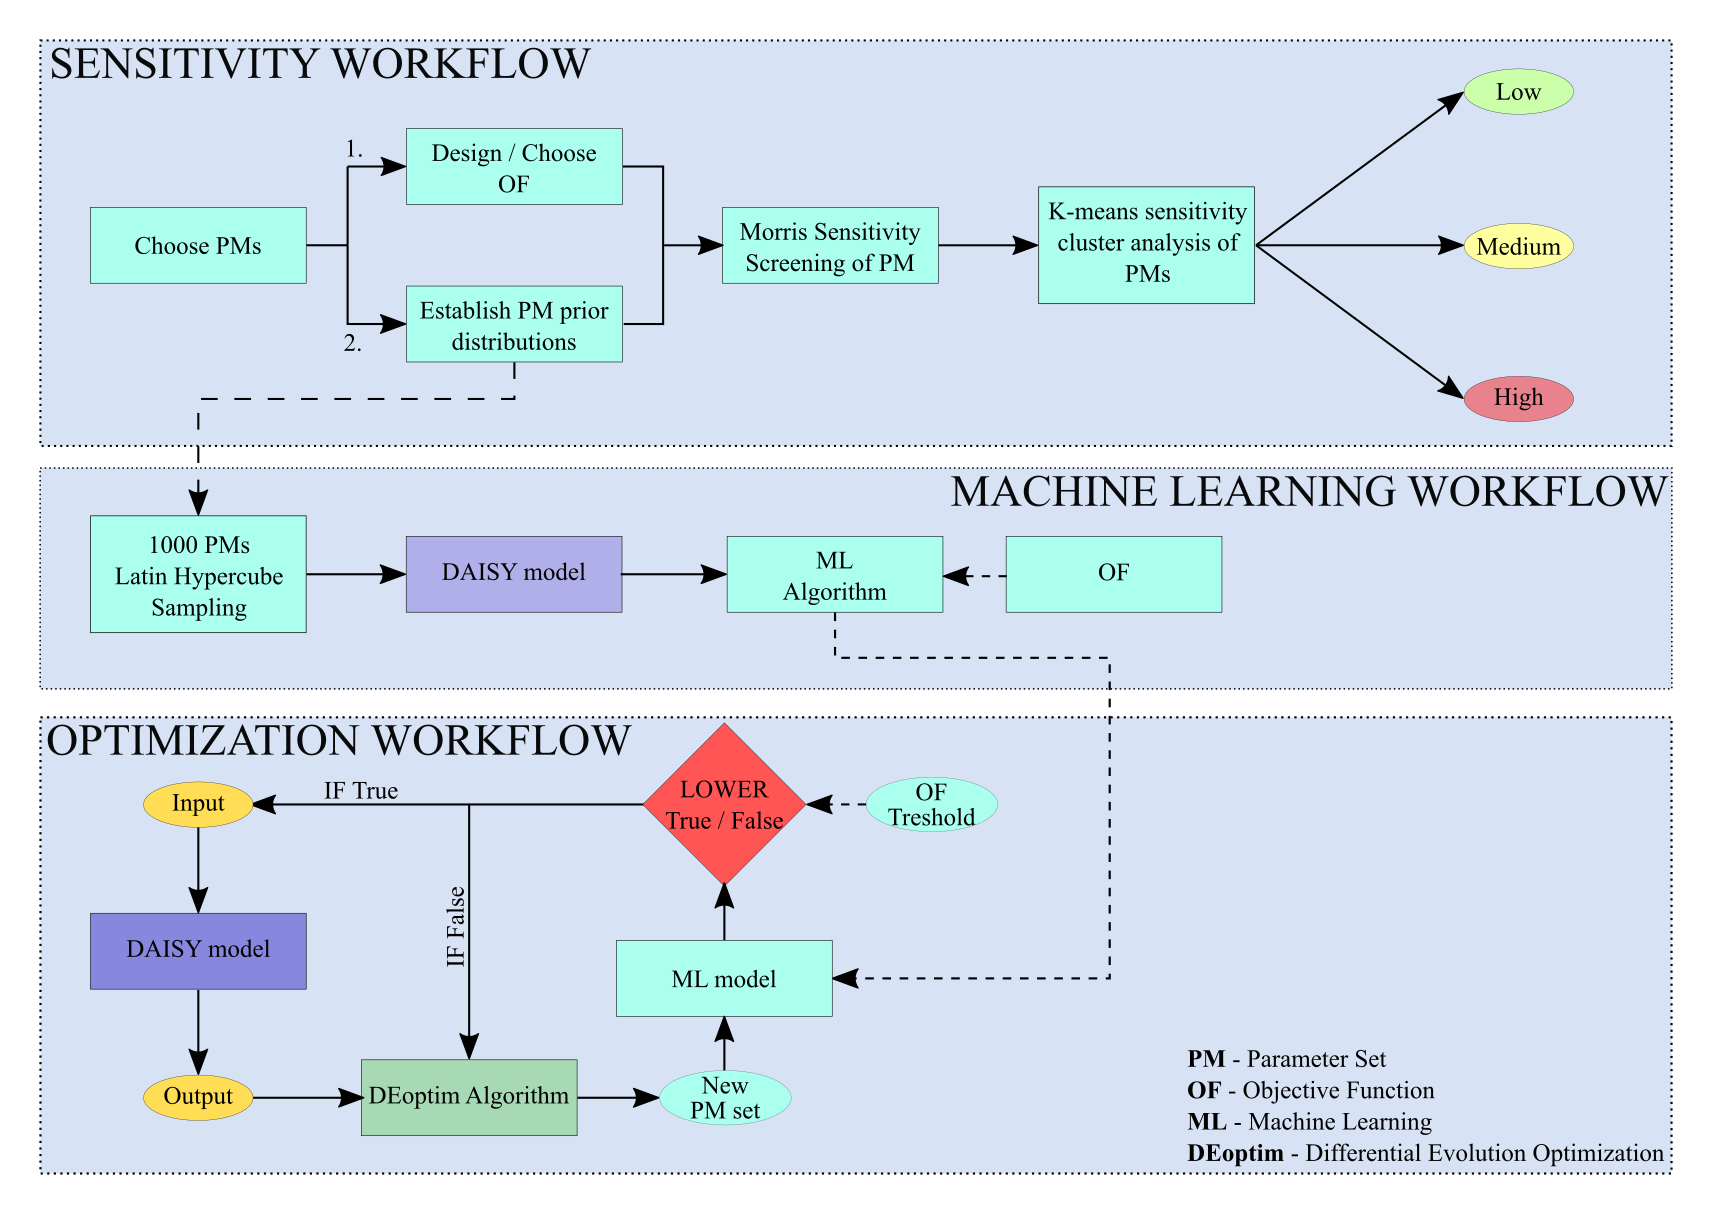 SENSITIVITY WORKFLOW
Low
1.
Design / Choose
OF
Choose PMs
Morris Sensitivity
Screening of PM
K-means sensitivity
cluster analysis of
PMs
Medium
2.
Establish PM prior
distributions
High
MACHINE LEARNING WORKFLOW
1000 PMs
Latin Hypercube
Sampling
DAISY model
ML
Algorithm
OF
OPTIMIZATION WORKFLOW
Input
IF True
LOWER
True / False
OF
Treshold
IF False
DAISY model
ML model
Output
DEoptim Algorithm
New
PM set
PM - Parameter Set
OF - Objective Function
ML - Machine Learning
DEoptim - Differential Evolution Optimization